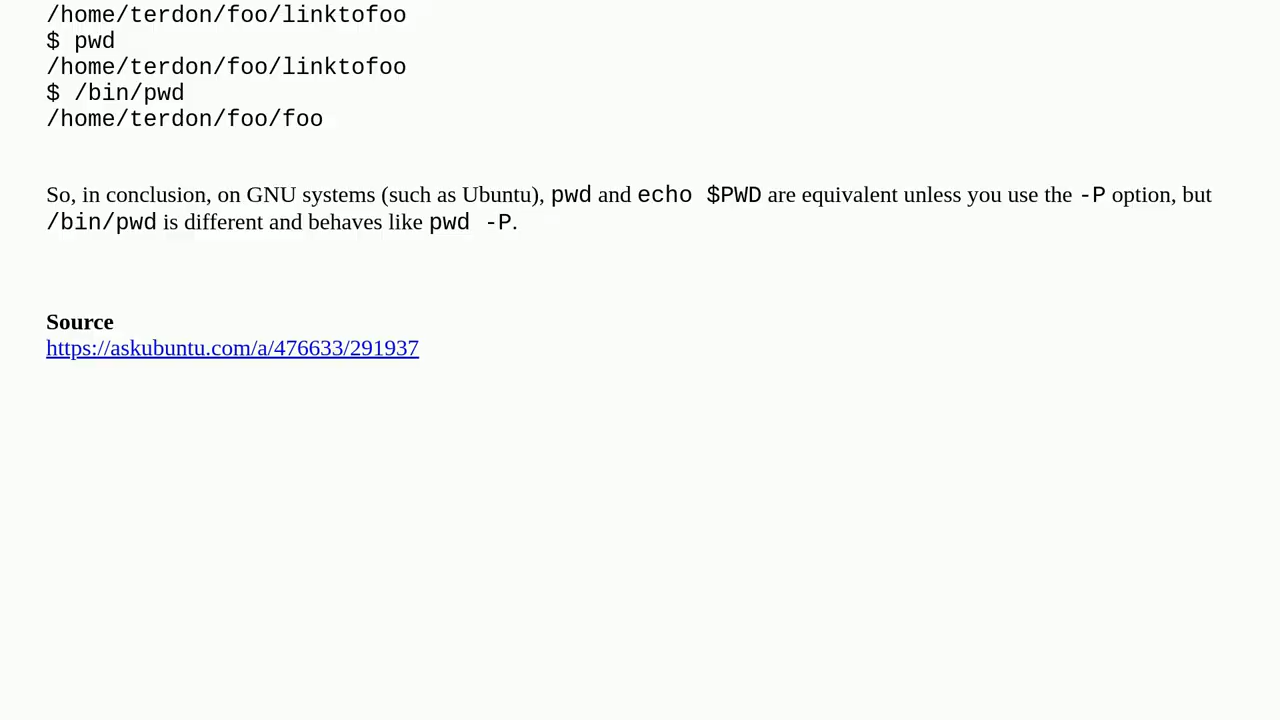 /home/terdon/foo/linktofoo
$ pwd
/home/terdon/foo/linktofoo
$ /bin/pwd
/home/terdon/foo/foo
So, in conclusion, on GNU systems (such as Ubuntu), pwd and echo $PWD are equivalent unless you use the -P option, but
/bin/pwd is different and behaves like pwd -P.
Source
https://askubuntu.com/a/476633/291937